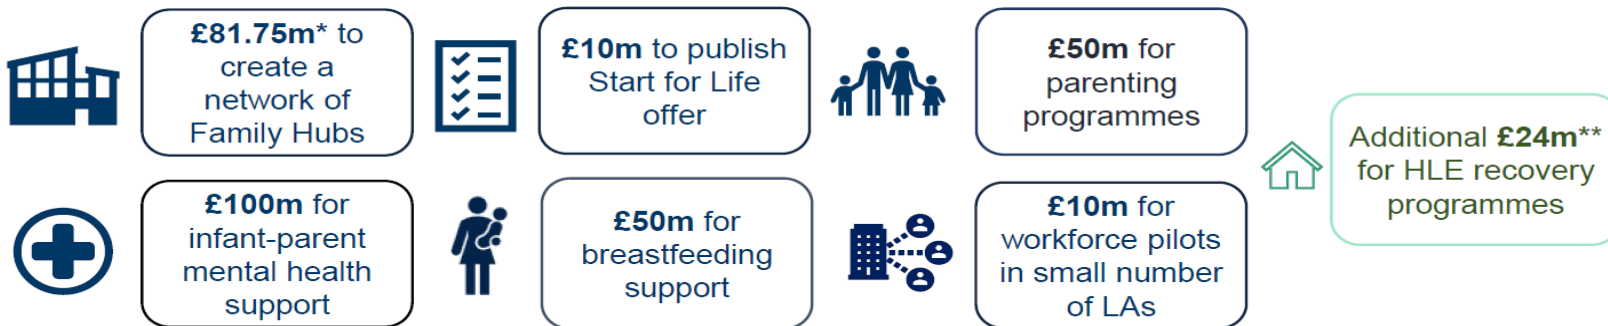 £81.75m* to
create a
network of
Family Hubs
£10m to publish
Start for Life
offer
£50m for
parenting
programmes
Additional £24m**
for HLE recovery
programmes
£100m for
infant-parent
mental health
support
£50m for
breastfeeding
support
£10m for
workforce pilots
in small number
of LAs